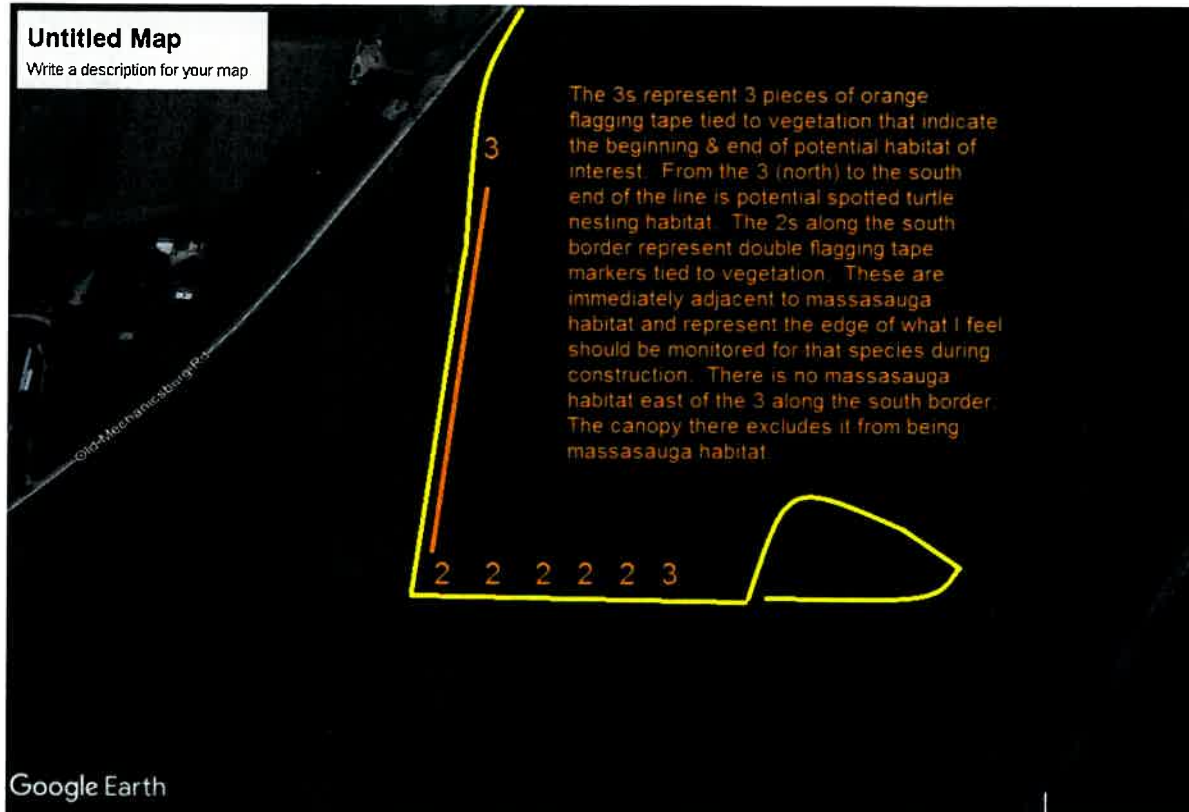 Untitled Map
Write a description for your map
The 3s represent 3 pieces of orange
flagging tape tied to vegetation that indicate
the beginning & end of potential habitat of
interest. From the 3 (north) to the south
end of the line is potential spotted turtle
nesting habitat. The 2s along the south
border represent double flagging tape
markers tied to vegetation. These are
immediately adjacent to massasauga
habitat and represent the edge of what I feel
should be monitored for that species during
construction. There is no massasauga
habitat east of the 3 along the south border.
The canopy there excludes it from being
massasauga habitat.
3
Old-Mechanicsburg-Rd
2 2 2 2 2 3
Google Earth